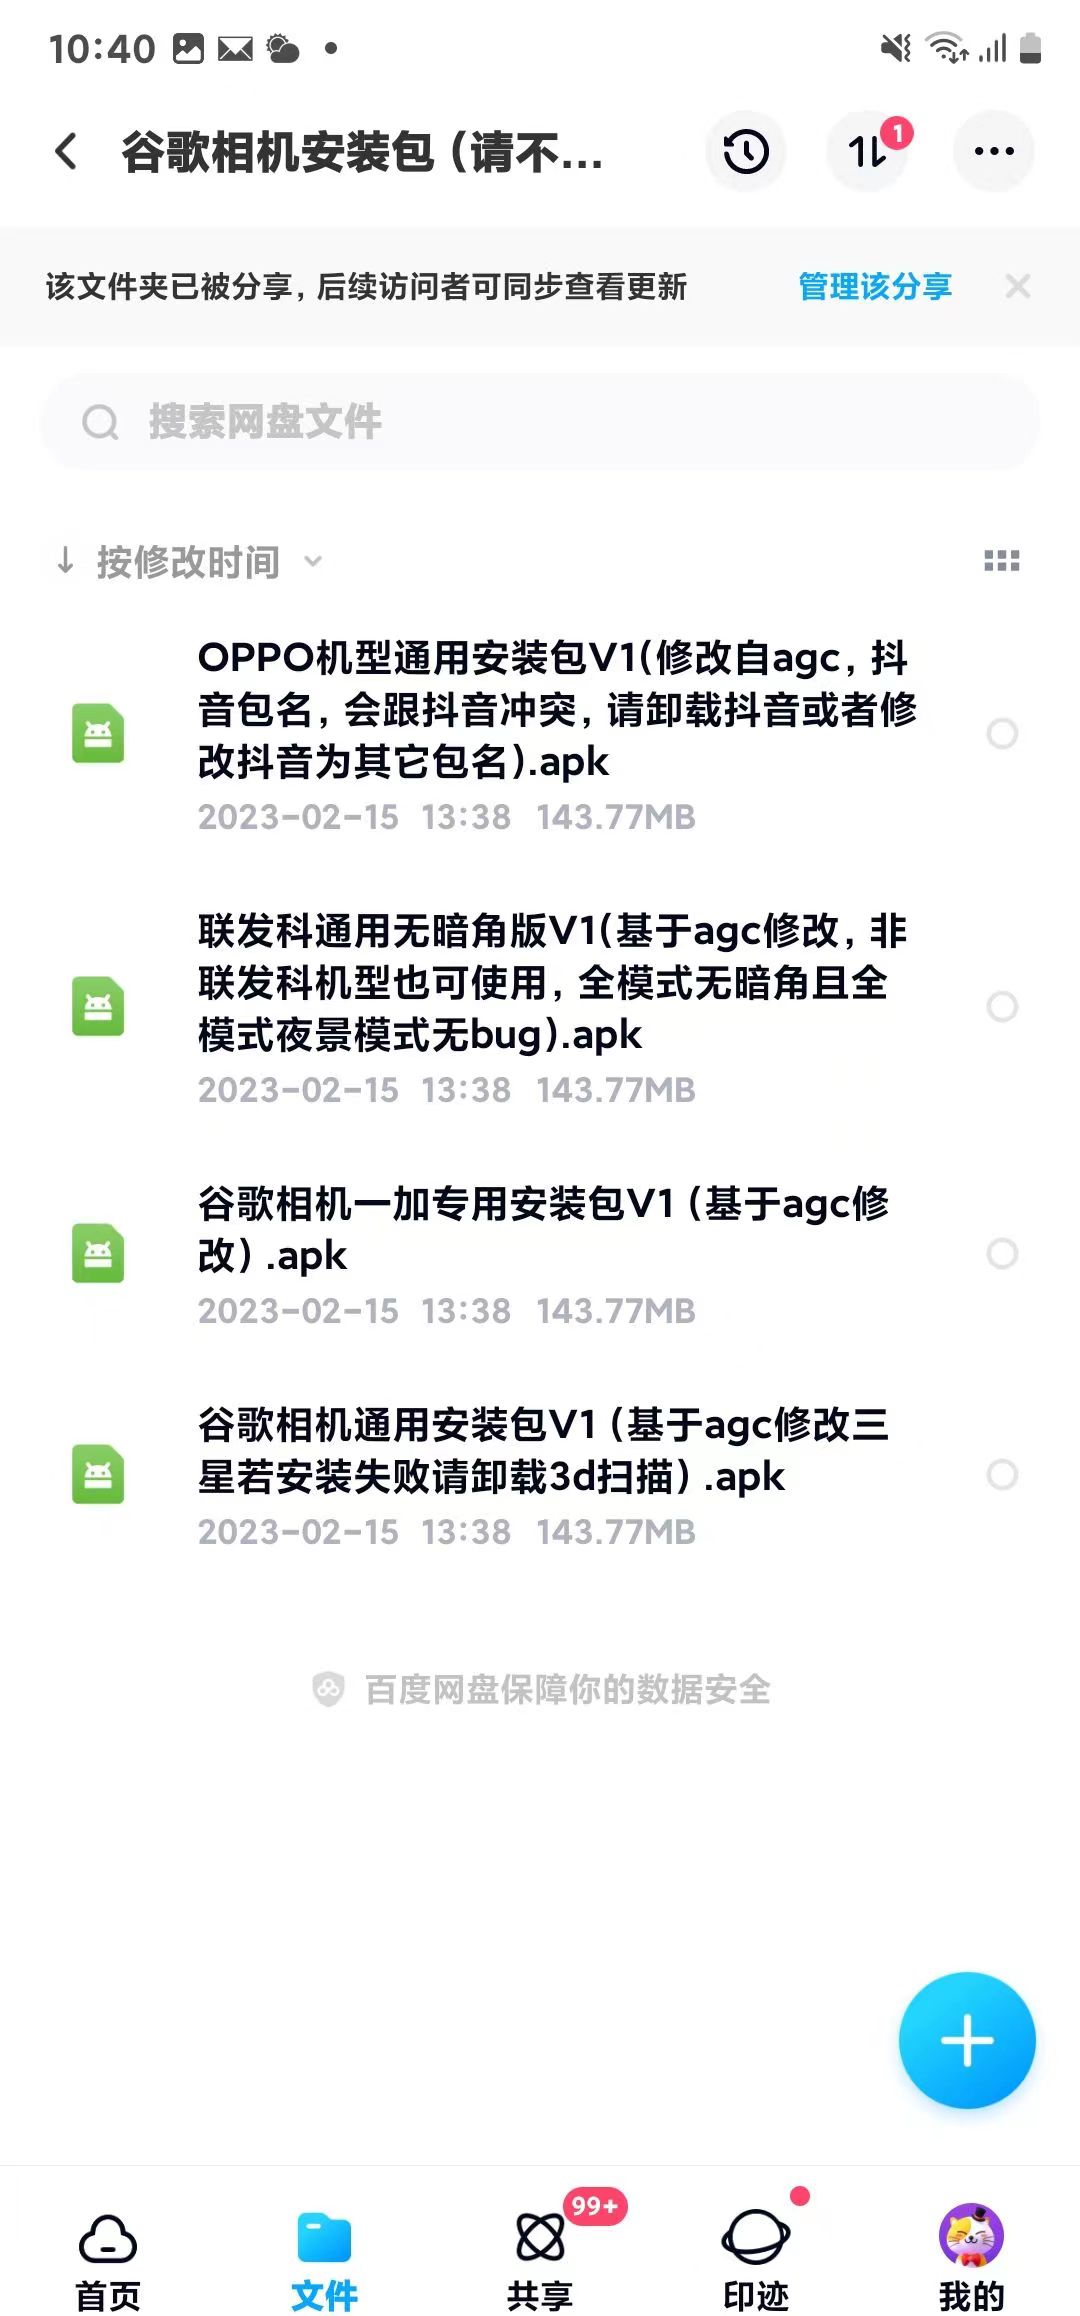 10:40
谷歌相机安装包（请不...
1
该文件夹已被分享，后续访问者可同步查看更新
管理该分享
搜索网盘文件
按修改时间
OPPO机型通用安装包V1(修改自agc，抖
音包名，会跟抖音冲突，请卸载抖音或者修
改抖音为其它包名).apk
2023-02-15 13:38 143.77MB
联发科通用无暗角版V1(基于agc修改，非
联发科机型也可使用，全模式无暗角且全
模式夜景模式无bug).apk
2023-02-15 13:38 143.77MB
谷歌相机一加专用安装包V1（基于agc修
改）.apk
2023-02-15 13:38 143.77MB
谷歌相机通用安装包V1（基于agc修改三
星若安装失败请卸载3d扫描）.apk
2023-02-15 13:38 143.77MB
百度网盘保障你的数据安全
99+
首页
文件
共享
印迹
我的